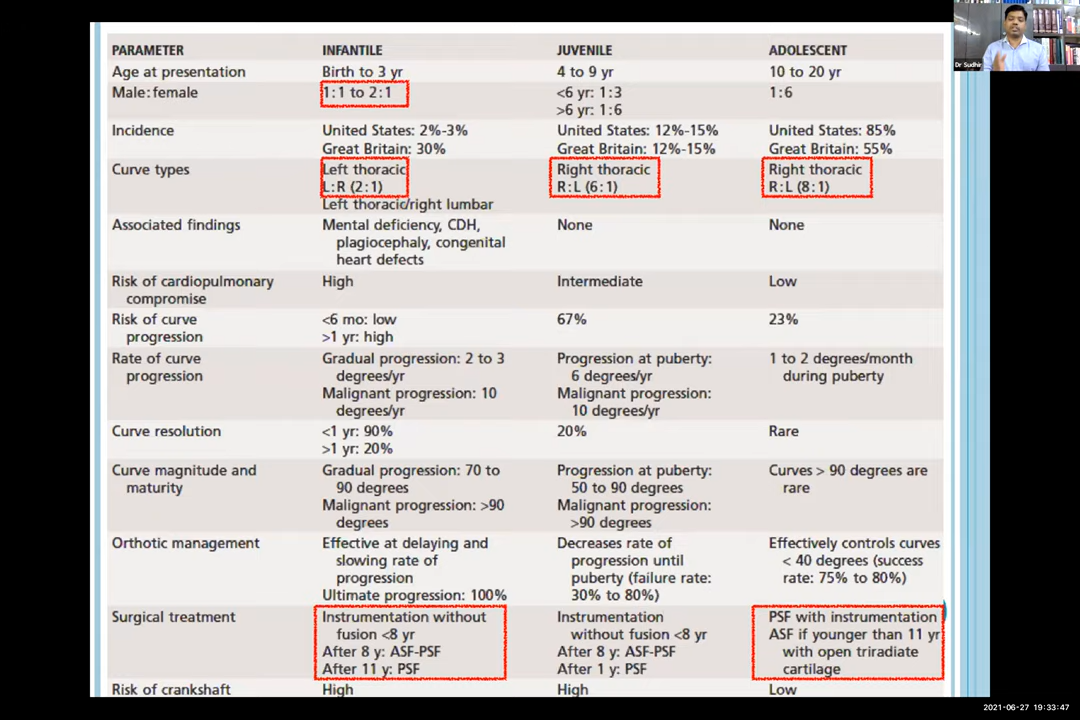 PARAMETER INFANTILE JUVENILE ADOLESCENT
Age at presentation Birth to 3 yr 4 to 9 yr 10 to 20 yr
Male: female 1:1 to 2:1 <6 yr: 1:3 1:6
>6 yr: 1:6
Incidence United States: 2%-3% United States: 12%-15% United States: 85%
Great Britain: 30% Great Britain: 12%-15% Great Britain: 55%
Curve types Left thoracic Right thoracic Right thoracic
L:R (2:1) R:L (6:1) R:L (8:1)
Left thoracic/right lumbar
Associated findings Mental deficiency, CDH, None None
plagiocephaly, congenital
heart defects
Risk of cardiopulmonary High Intermediate Low
compromise
Risk of curve <6 mo: low 67% 23%
progression >1 yr: high
Rate of curve Gradual progression: 2 to 3 Progression at puberty: 1 to 2 degrees/month
progression degrees/yr 6 degrees/yr during puberty
Malignant progression: 10 Malignant progression:
degrees/yr 10 degrees/yr
Curve resolution <1 yr: 90% 20% Rare
>1 yr: 20%
Curve magnitude and Gradual progression: 70 to Progression at puberty: Curves > 90 degrees are
maturity 90 degrees 50 to 90 degrees rare
Malignant progression: >90 Malignant progression:
degrees >90 degrees
Orthotic management Effective at delaying and Decreases rate of Effectively controls curves
slowing rate of progression until < 40 degrees (success
progression puberty (failure rate: rate: 75% to 80%)
Ultimate progression: 100% 30% to 80%)
Surgical treatment Instrumentation without Instrumentation PSF with instrumentation
fusion <8 yr without fusion <8 yr ASF if younger than 11 yr
After 8 y: ASF-PSF After 8 y: ASF-PSF with open triradiate
After 11 y: PSF After 1 y: PSF cartilage
Risk of crankshaft High High Low
Dr Sudhir
2021-06-27 19:33:47